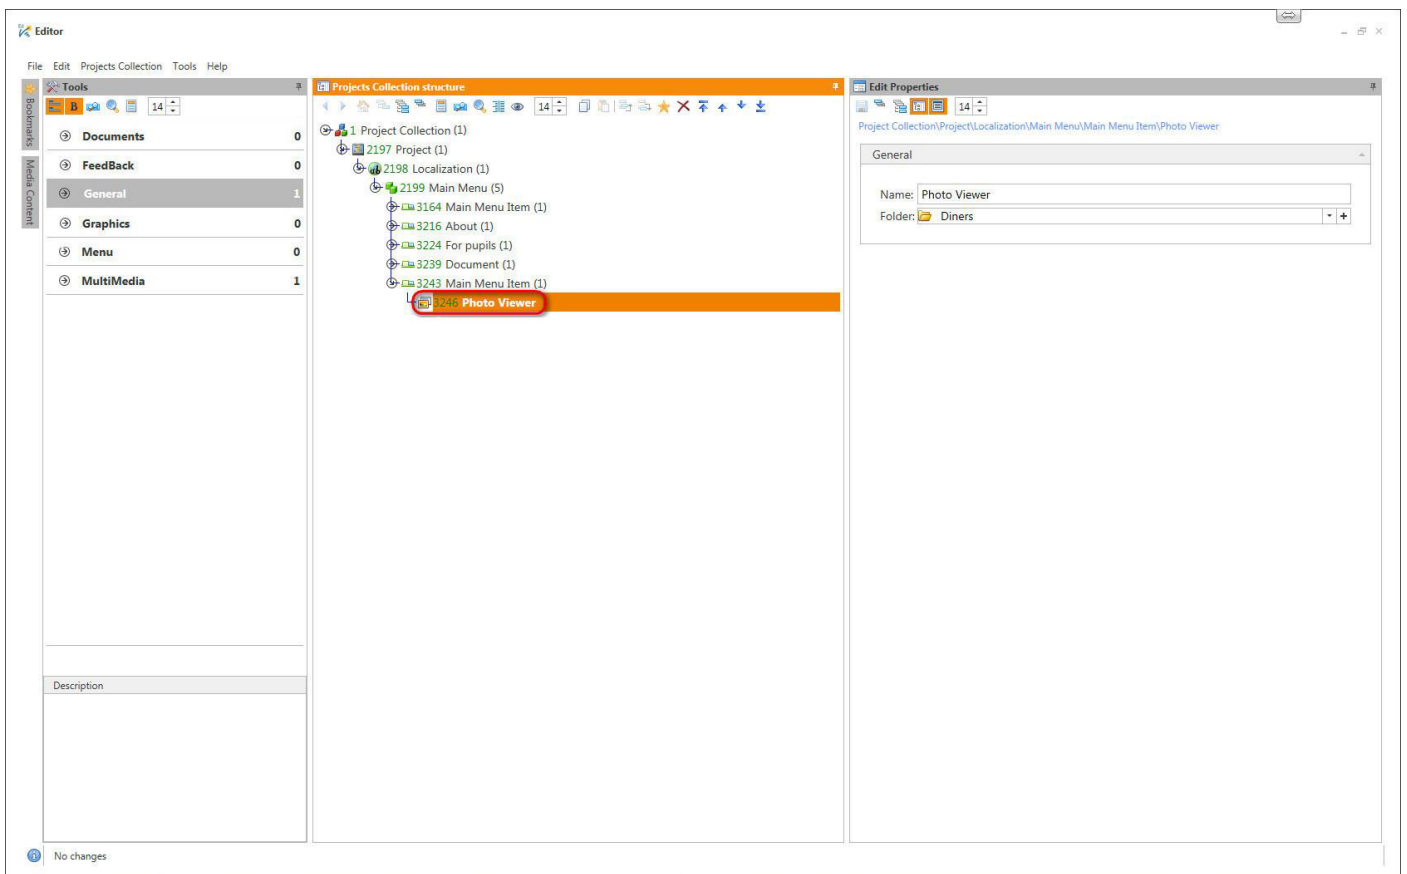 Editor
File Edit Projects Collection Tools Help
Bookmarks
Media Content
Tools
B 14
Documents 0
FeedBack 0
General 1
Graphics 0
Menu 0
MultiMedia 1
Description
Projects Collection structure
14
1 Project Collection (1)
2197 Project (1)
2198 Localization (1)
2199 Main Menu (5)
3164 Main Menu Item (1)
3216 About (1)
3224 For pupils (1)
3239 Document (1)
3243 Main Menu Item (1)
3246 Photo Viewer
Edit Properties
14
Project Collection\Project\Localization\Main Menu\Main Menu Item\Photo Viewer
General
Name: Photo Viewer
Folder: Diners
No changes